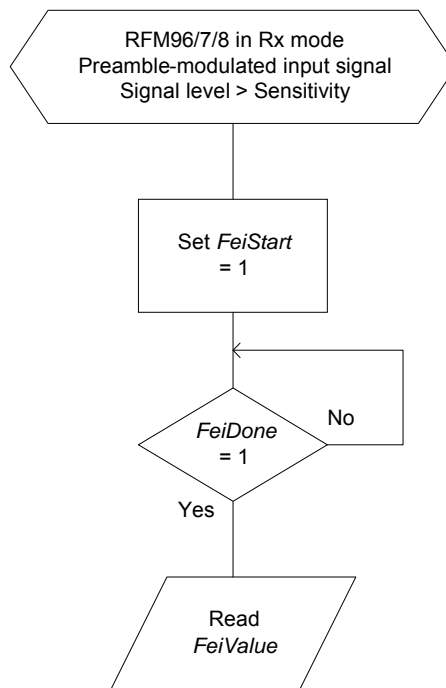 RFM96/7/8 in Rx mode
Preamble-modulated input signal
Signal level > Sensitivity
Set FeiStart
= 1
No
FeiDone
= 1
Yes
Read
FeiValue